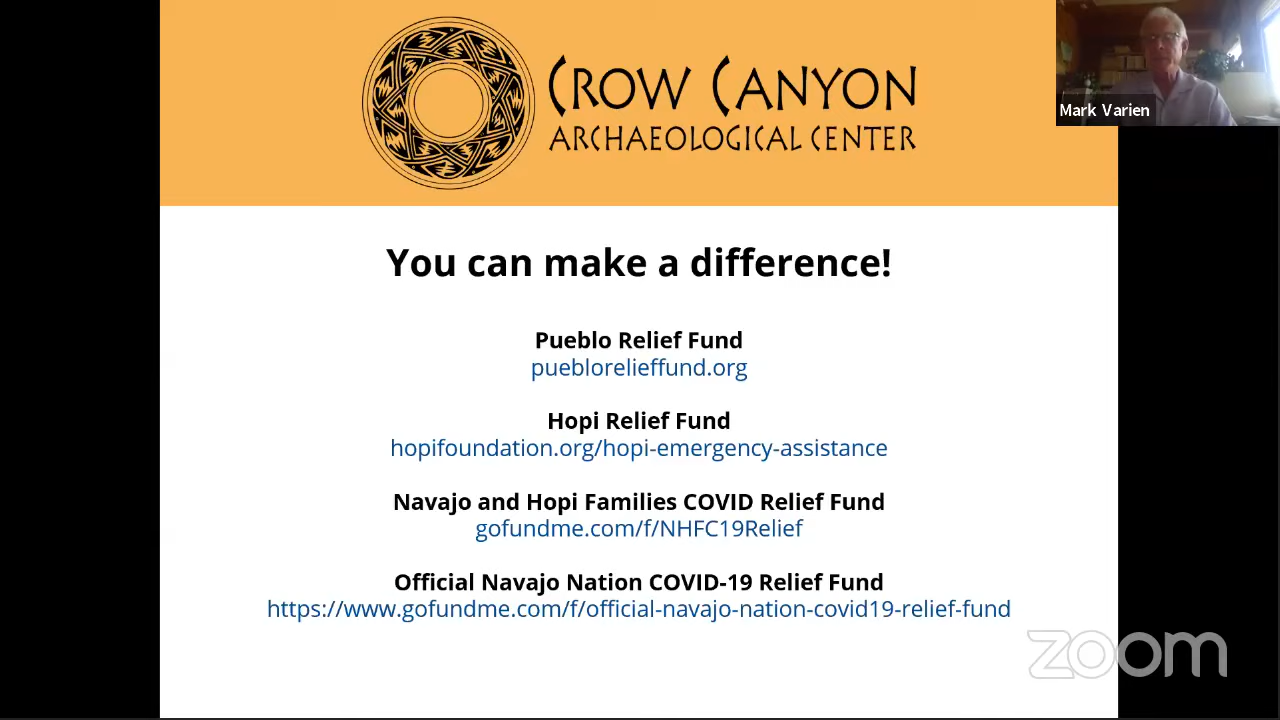 CROW CANYON
ARCHAEOLOGICAL CENTER
Mark Varien
You can make a difference!
Pueblo Relief Fund
pueblorelieffund.org
Hopi Relief Fund
hopifoundation.org/hopi-emergency-assistance
Navajo and Hopi Families COVID Relief Fund
gofundme.com/f/NHFC19Relief
Official Navajo Nation COVID-19 Relief Fund
https://www.gofundme.com/f/official-navajo-nation-covid19-relief-fund
zoom